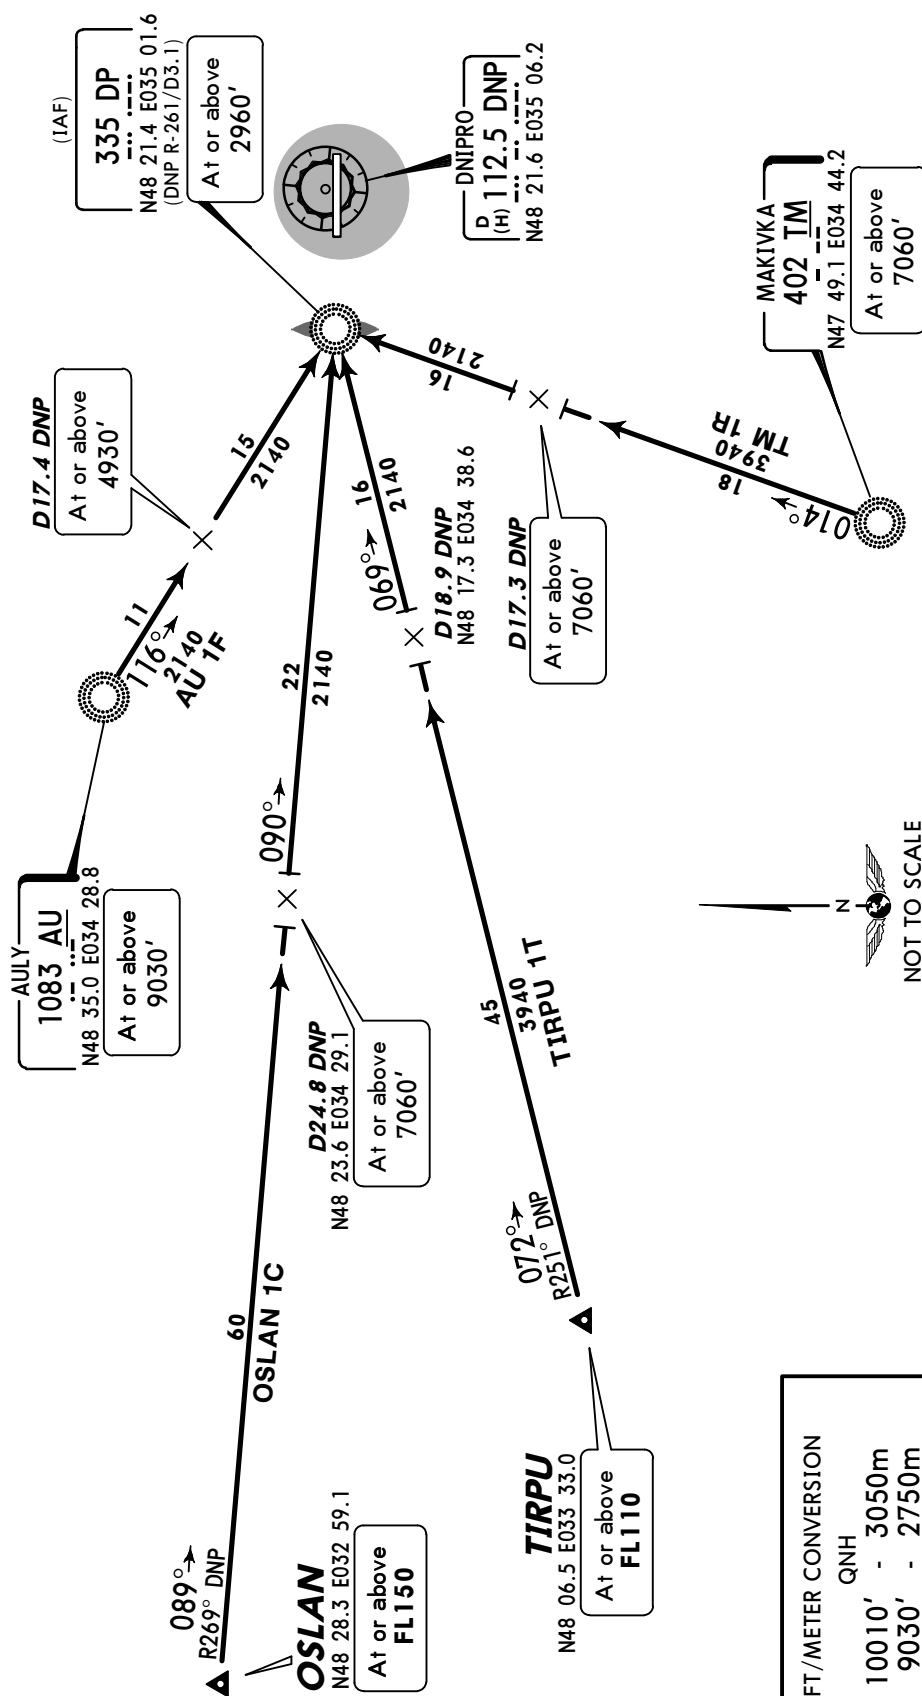 (IAF)
335 DP
N48 21.4 E035 01.6
(DNP R-261/D3.1)
At or above
2960'
DNIPRO
D
(H) 112.5 DNP
N48 21.6 E035 06.2
D17.4 DNP
At or above
4930'
AULY
1083 AU
N48 35.0 E034 28.8
At or above
9030'
11
116°
2140
AU 1F
15
2140
22
2140
090°
D24.8 DNP
N48 23.6 E034 29.1
At or above
7060'
16
2140
069°
D18.9 DNP
N48 17.3 E034 38.6
16
2140
D17.3 DNP
At or above
7060'
MAKIVKA
402 TM
N47 49.1 E034 44.2
At or above
7060'
18
3940
TM 1R
014°
OSLAN
N48 28.3 E032 59.1
At or above
FL150
089°
R269° DNP
60
OSLAN 1C
TIRPU
N48 06.5 E033 33.0
At or above
FL110
072°
R251° DNP
45
3940
TIRPU 1T
N
NOT TO SCALE
FT/METER CONVERSION
QNH
10010' - 3050m
9030' - 2750m